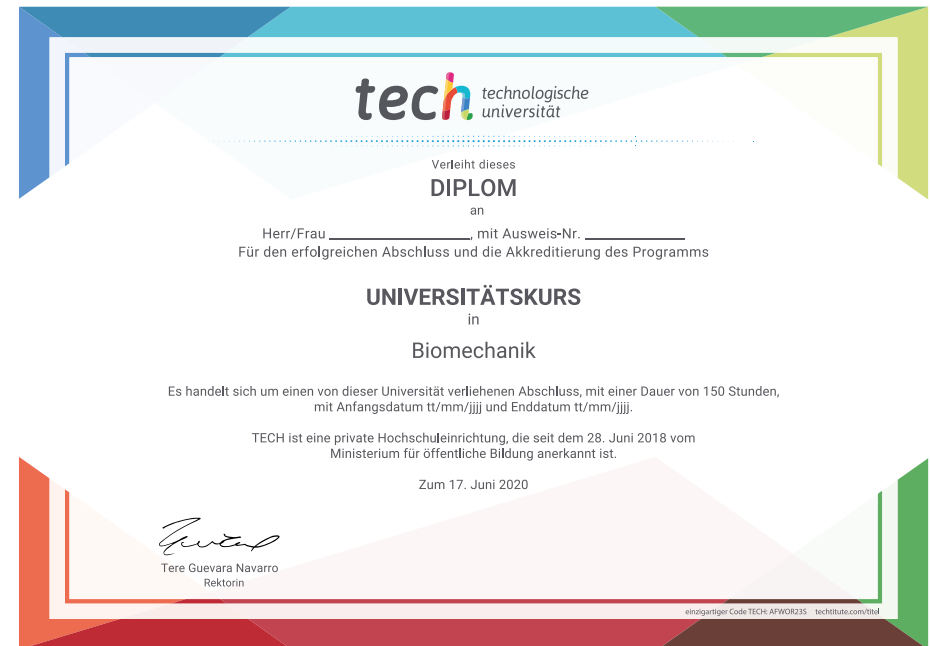 tech technologische
universität
Verleiht dieses
DIPLOM
an
Herr/Frau ____________________, mit Ausweis-Nr. ______________
Für den erfolgreichen Abschluss und die Akkreditierung des Programms
UNIVERSITÄTSKURS
in
Biomechanik
Es handelt sich um einen von dieser Universität verliehenen Abschluss, mit einer Dauer von 150 Stunden,
mit Anfangsdatum tt/mm/jjjj und Enddatum tt/mm/jjjj.
TECH ist eine private Hochschuleinrichtung, die seit dem 28. Juni 2018 vom
Ministerium für öffentliche Bildung anerkannt ist.
Zum 17. Juni 2020
Tere Guevara Navarro
Rektorin
einzigartiger Code TECH: AFWOR23S techtitute.com/titel